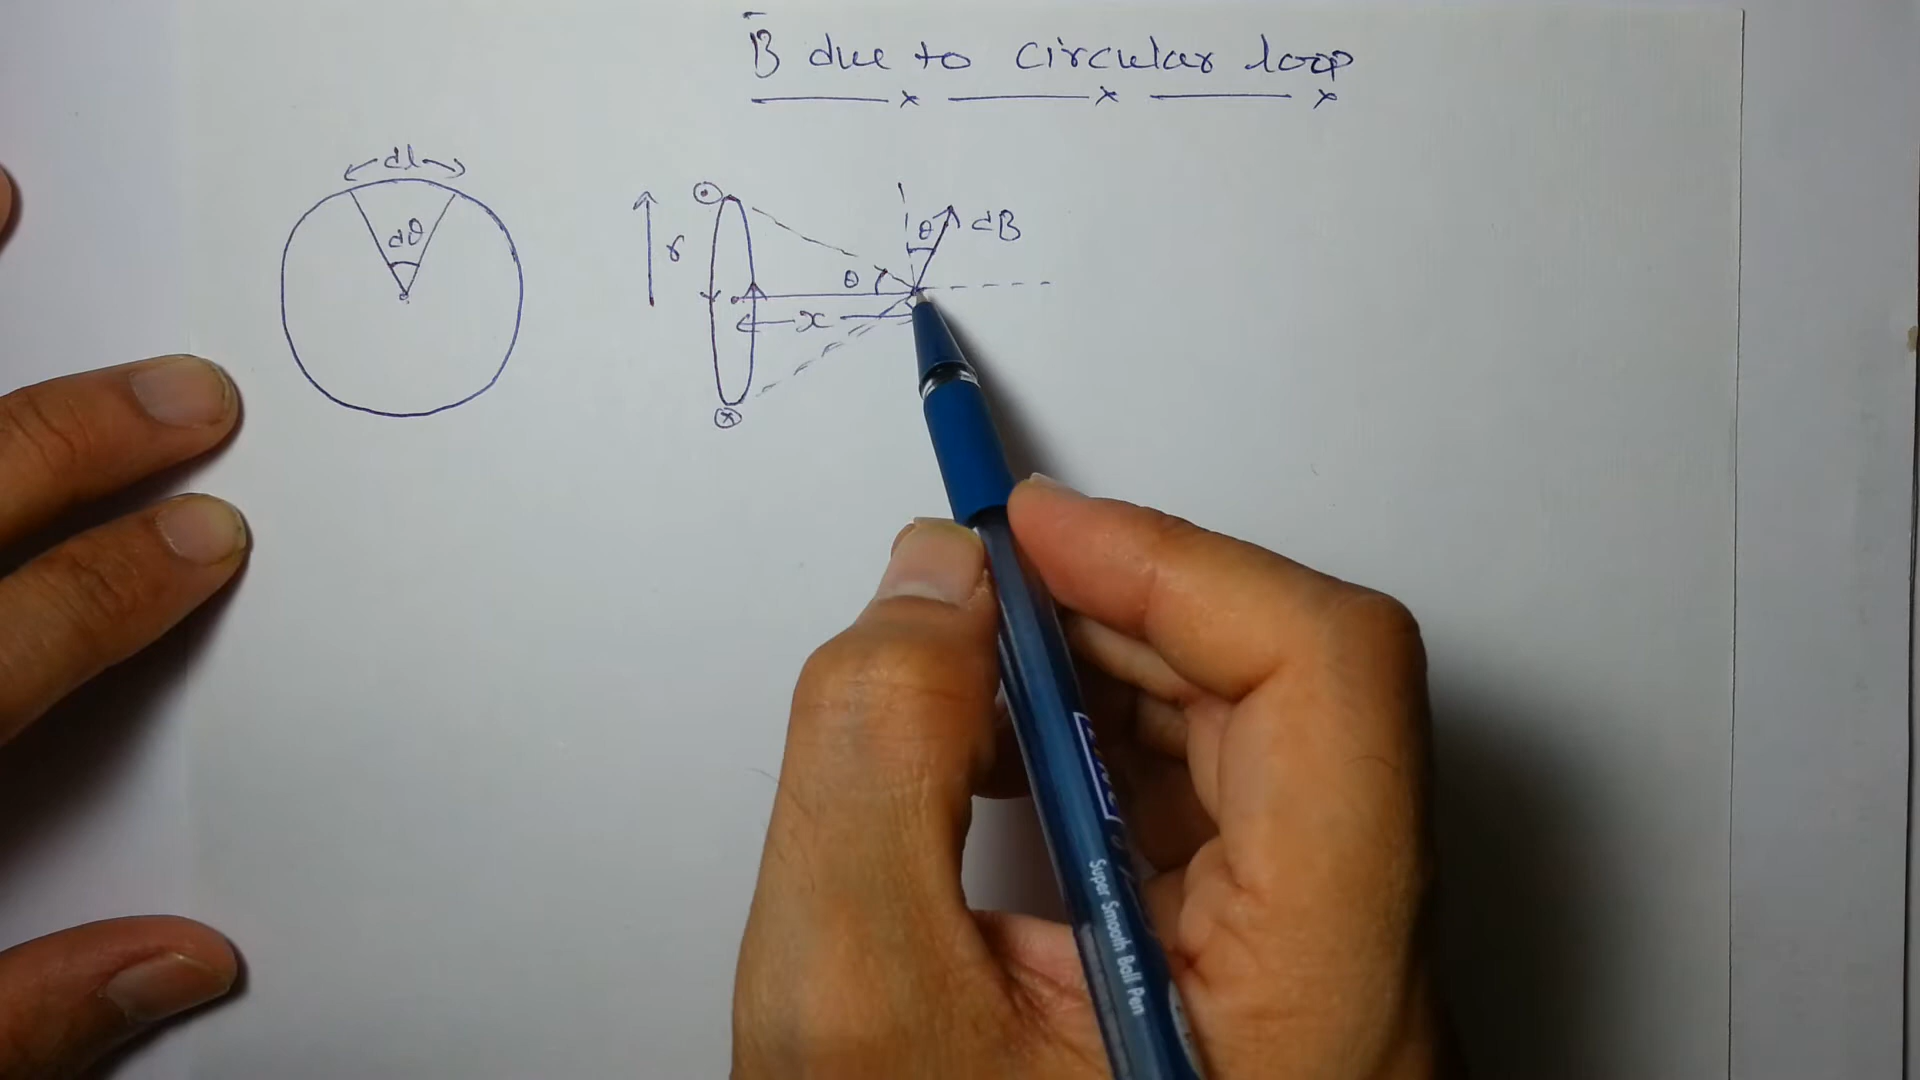 B̅ due to circular loop
dl
dθ
r
θ
x
θ
dB
Super Smooth Ball Pen